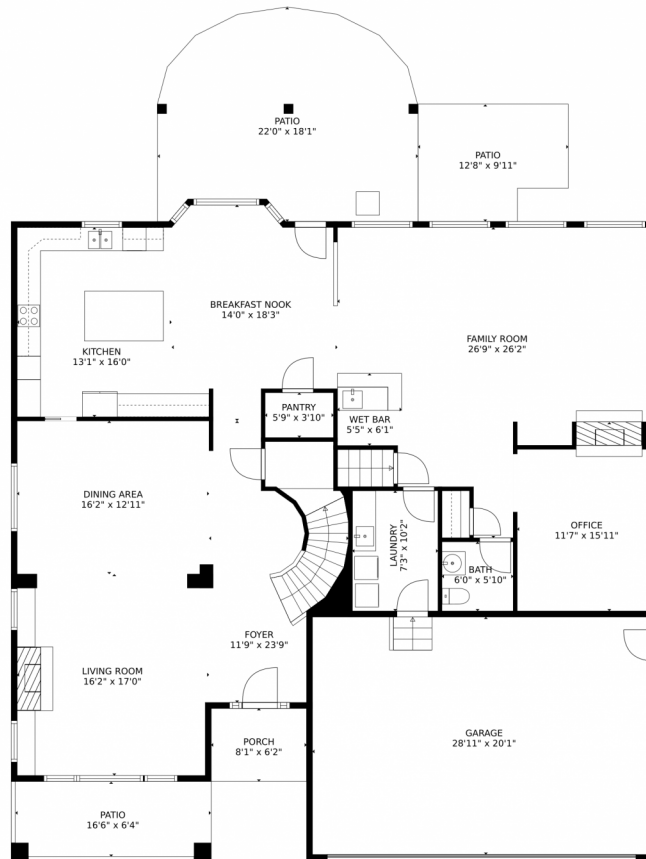 PATIO
22'0" x 18'1"
PATIO
12'8" x 9'11"
BREAKFAST NOOK
14'0" x 18'3"
KITCHEN
13'1" x 16'0"
FAMILY ROOM
26'9" x 26'2"
PANTRY
5'9" x 3'10"
WET BAR
5'5" x 6'1"
DINING AREA
16'2" x 12'11"
LAUNDRY
7'3" x 10'2"
OFFICE
11'7" x 15'11"
BATH
6'0" x 5'10"
FOYER
11'9" x 23'9"
LIVING ROOM
16'2" x 17'0"
PORCH
8'1" x 6'2"
GARAGE
28'11" x 20'1"
PATIO
16'6" x 6'4"